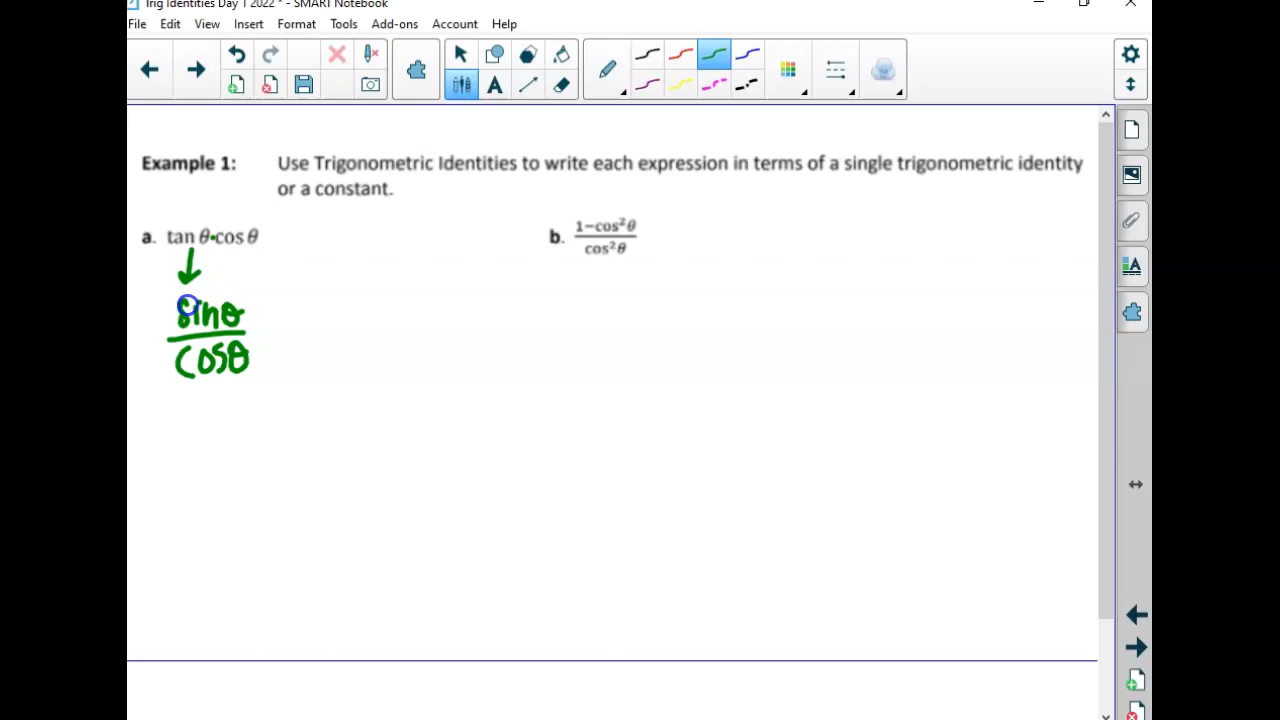 Trig Identities Day 1 2022 * - SMART Notebook
File Edit View Insert Format Tools Add-ons Account Help
Example 1: Use Trigonometric Identities to write each expression in terms of a single trigonometric identity
or a constant.
a. tan θ•cos θ
b. 1−cos²θ
cos²θ
sinθ
cosθ